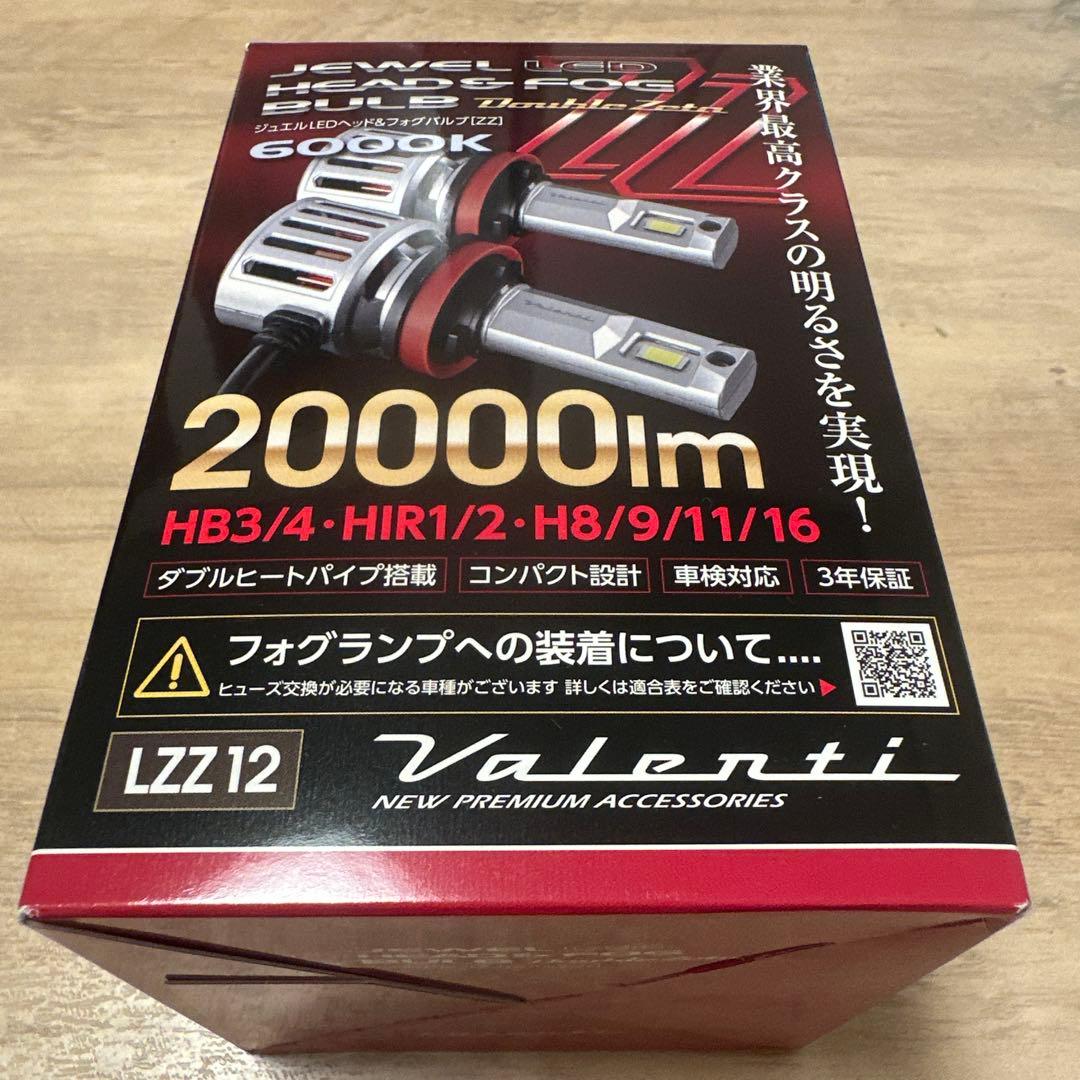 JEWEL LED
HEAD & FOG
BULB Double Zeta
ジュエルLEDヘッド&フォグバルブ[ZZ]
6000K
ZZ
業界最高クラスの明るさを実現!
Valenti
20000lm
HB3/4・HIR1/2・H8/9/11/16
ダブルヒートパイプ搭載 コンパクト設計 車検対応 3年保証
フォグランプへの装着について....
ヒューズ交換が必要になる車種がございます 詳しくは適合表をご確認ください
LZZ12
Valenti
NEW PREMIUM ACCESSORIES